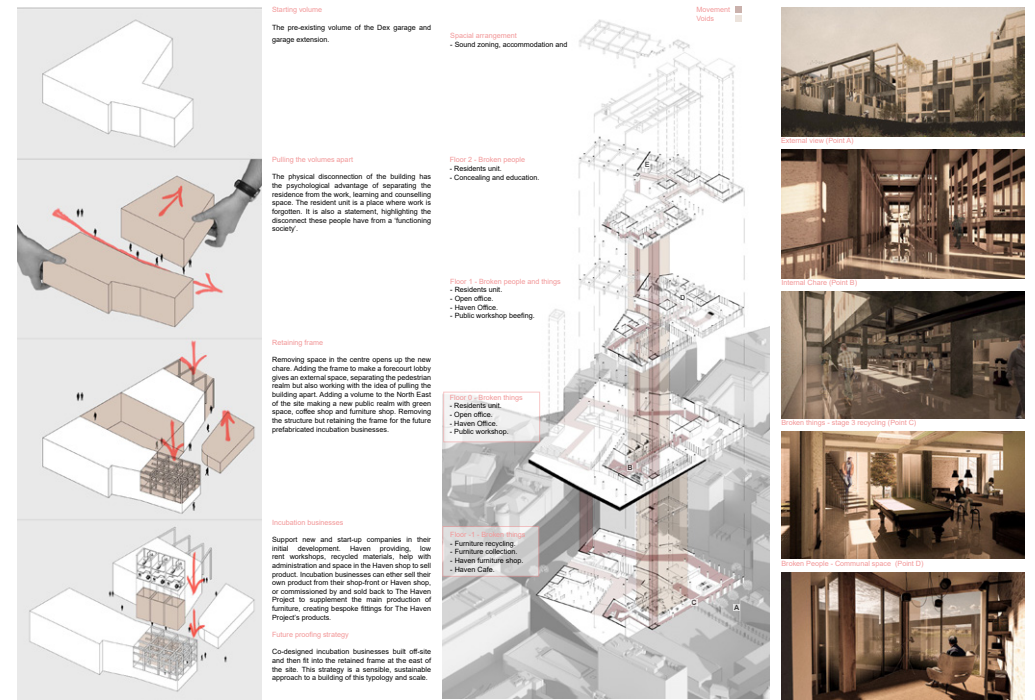 Starting volume
The pre-existing volume of the Dex garage and
garage extension.
Pulling the volumes apart
The physical disconnection of the building has
the psychological advantage of separating the
residence from the work, learning and counselling
space. The resident unit is a place where work is
forgotten. It is also a statement, highlighting the
disconnect these people have from a 'functioning
society'.
Retaining frame
Removing space in the centre opens up the new
chare. Adding the frame to make a forecourt lobby
gives an external space, separating the pedestrian
realm but also working with the idea of pulling the
building apart. Adding a volume to the North East
of the site making a new public realm with green
space, coffee shop and furniture shop. Removing
the structure but retaining the frame for the future
prefabricated incubation businesses.
Incubation businesses
Support new and start-up companies in their
initial development. Haven providing, low
rent workshops, recycled materials, help with
administration and space in the Haven shop to sell
product. Incubation businesses can ether sell their
own product from their shop-front or Haven shop,
or commissioned by and sold back to The Haven
Project to supplement the main production of
furniture, creating bespoke fittings for The Haven
Project's products.
Future proofing strategy
Co-designed incubation businesses built off-site
and then fit into the retained frame at the east of
the site. This strategy is a sensible, sustainable
approach to a building of this typology and scale.
Movement
Voids
Spacial arrangement
- Sound zoning, accommodation and
Floor 2 - Broken people
- Residents unit.
- Concealing and education.
Floor 1 - Broken people and things
- Residents unit.
- Open office.
- Haven Office.
- Public workshop beefing.
Floor 0 - Broken things
- Residents unit.
- Open office.
- Haven Office.
- Public workshop.
Floor -1 - Broken things
- Furniture recycling.
- Furniture collection.
- Haven furniture shop.
- Haven Cafe.
E
D
B
C
A
External view (Point A)
Internal Chare (Point B)
Broken things - stage 3 recycling (Point C)
Broken People - Communal space (Point D)